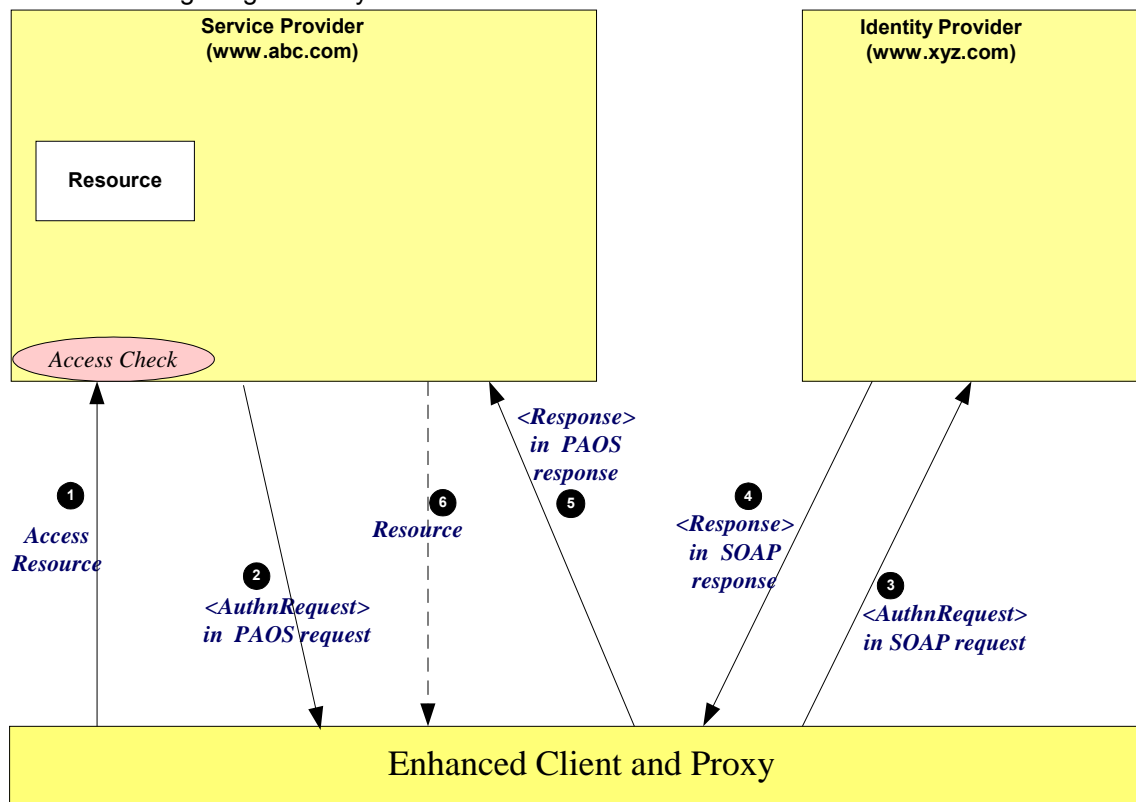 Service Provider
(www.abc.com)
Identity Provider
(www.xyz.com)
Resource
Access Check
1
Access
Resource
2
<AuthnRequest>
in PAOS request
6
Resource
<Response>
in PAOS
response
5
4
<Response>
in SOAP
response
3
<AuthnRequest>
in SOAP request
Enhanced Client and Proxy